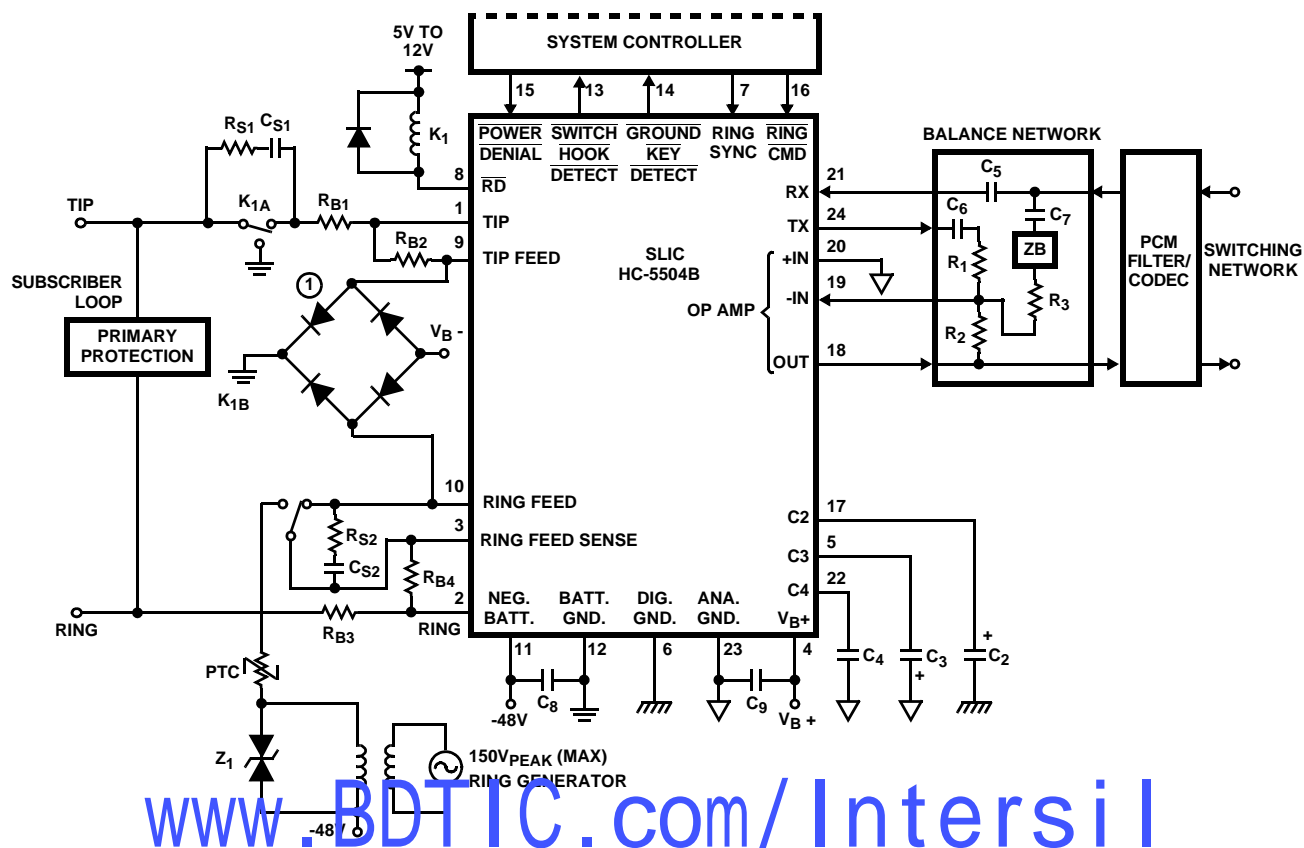 5V TO
12V
SYSTEM CONTROLLER
15
13
14
7
16
RS1
CS1
K1
POWER
DENIAL
SWITCH
HOOK
DETECT
GROUND
KEY
DETECT
RING
SYNC
RING
CMD
BALANCE NETWORK
8
RD
21
RX
C5
TIP
K1A
RB1
1
TIP
24
TX
C6
C7
RB2
9
TIP FEED
SLIC
HC-5504B
20
+IN
R1
ZB
PCM
FILTER/
CODEC
SWITCHING
NETWORK
SUBSCRIBER
LOOP
1
OP AMP
19
-IN
R3
PRIMARY
PROTECTION
VB -
R2
18
OUT
K1B
10
RING FEED
17
C2
RS2
3
RING FEED SENSE
5
C3
CS2
RB4
22
C4
RING
RB3
2
RING
NEG.
BATT.
BATT.
GND.
DIG.
GND.
ANA.
GND.
VB+
11
12
6
23
4
C4
C3
+
C2
+
PTC
C8
-48V
C9
VB +
Z1
150VPEAK (MAX)
RING GENERATOR
-48V
www.BDTIC.com/Intersil